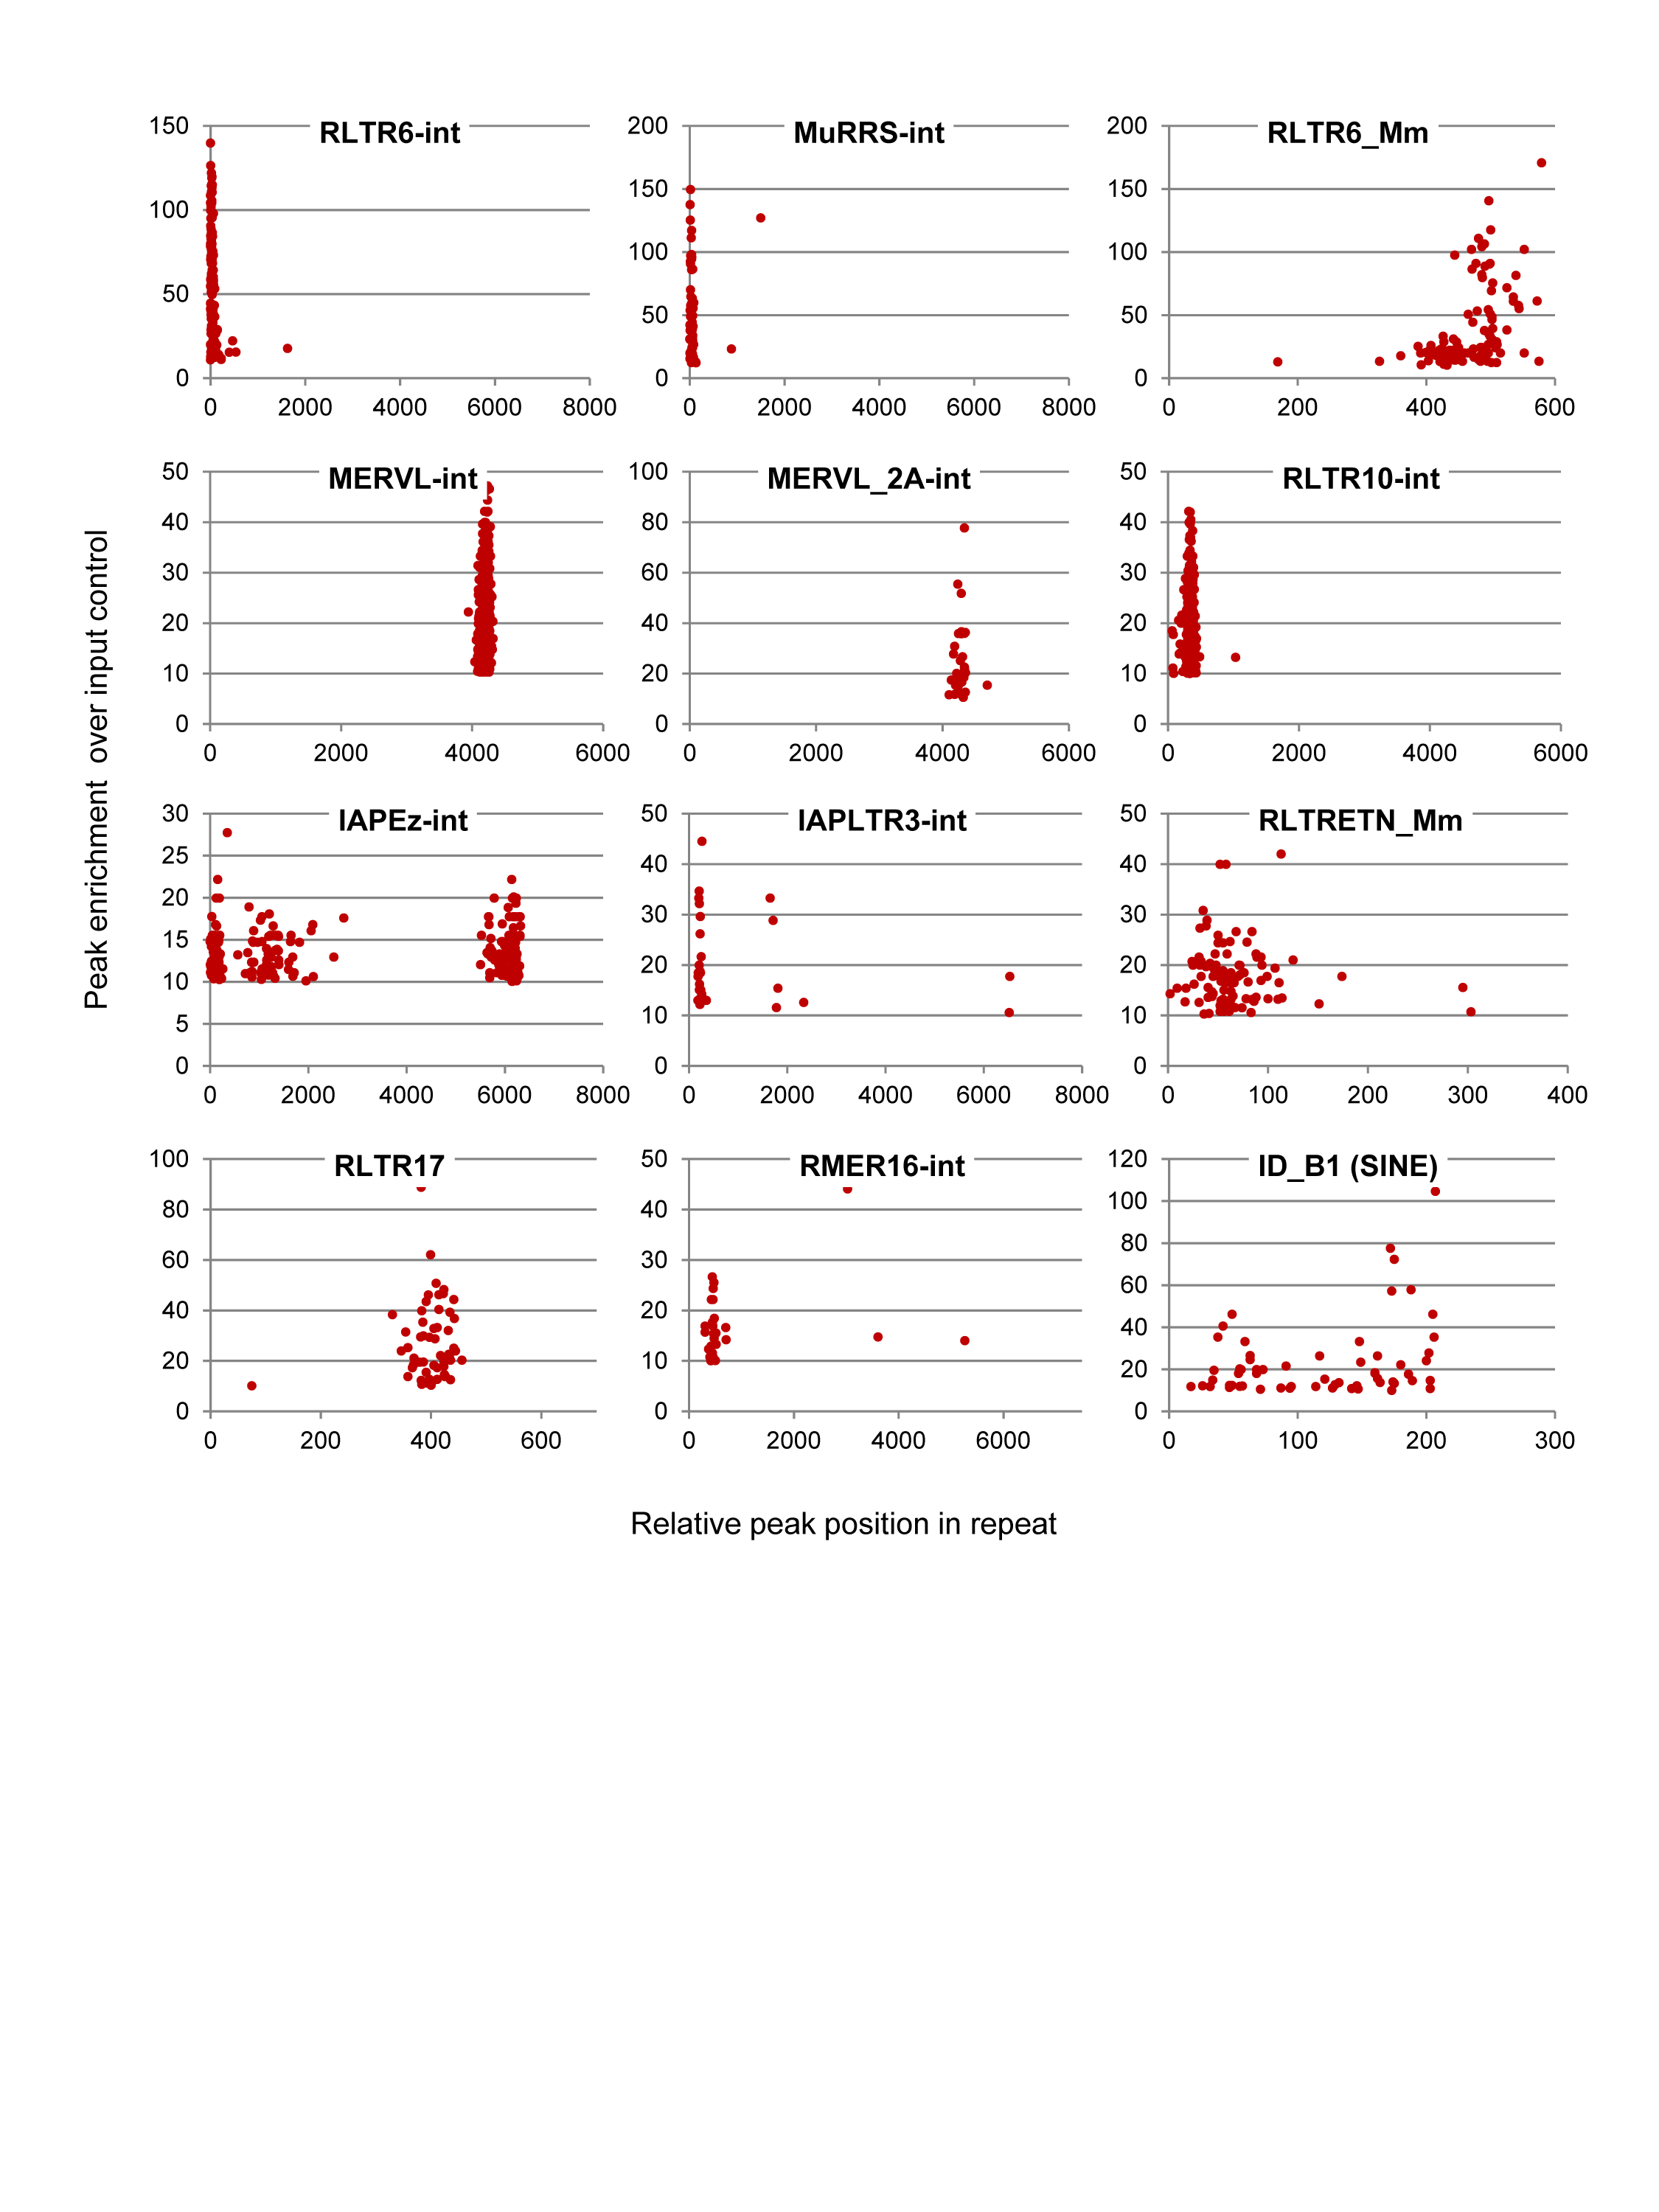 RLTR6-int
150
100
50
0
0 2000 4000 6000 8000
MuRRS-int
200
150
100
50
0
0 2000 4000 6000 8000
RLTR6_Mm
200
150
100
50
0
0 200 400 600
MERVL-int
50
40
30
20
10
0
0 2000 4000 6000
MERVL_2A-int
100
80
60
40
20
0
0 2000 4000 6000
RLTR10-int
50
40
30
20
10
0
0 2000 4000 6000
IAPEz-int
30
25
20
15
10
5
0
0 2000 4000 6000 8000
IAPLTR3-int
50
40
30
20
10
0
0 2000 4000 6000 8000
RLTRETN_Mm
50
40
30
20
10
0
0 100 200 300 400
RLTR17
100
80
60
40
20
0
0 200 400 600
RMER16-int
50
40
30
20
10
0
0 2000 4000 6000
ID_B1 (SINE)
120
100
80
60
40
20
0
0 100 200 300
Peak enrichment over input control
Relative peak position in repeat